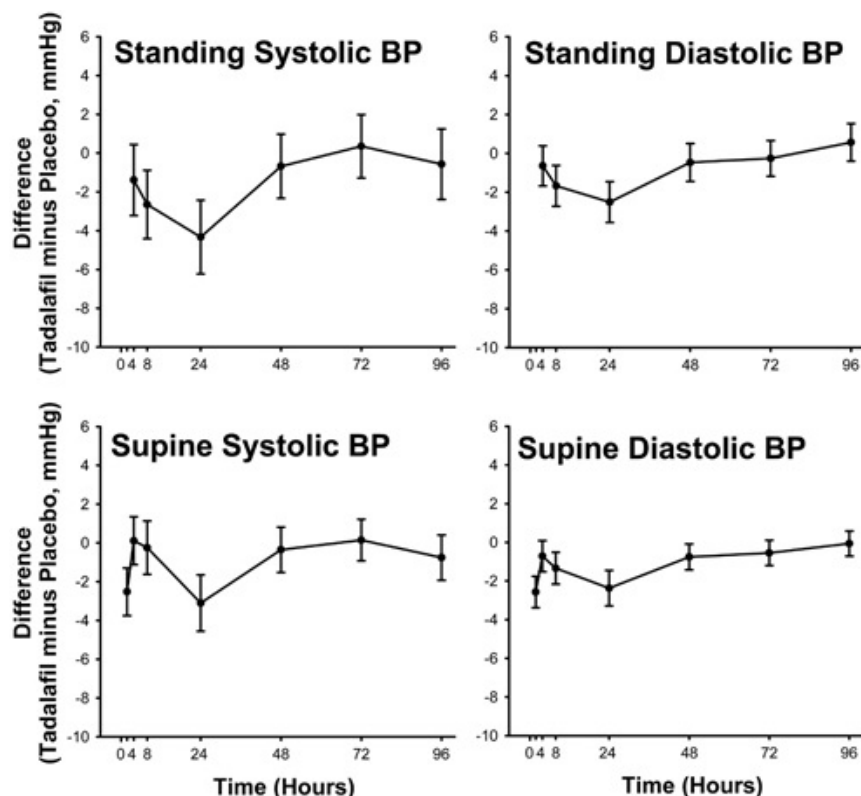 Standing Systolic BP
Difference
(Tadalafil minus Placebo, mmHg)
6
4
2
0
-2
-4
-6
-8
-10
0 4 8 24 48 72 96
Standing Diastolic BP
6
4
2
0
-2
-4
-6
-8
-10
0 4 8 24 48 72 96
Supine Systolic BP
Difference
(Tadalafil minus Placebo, mmHg)
6
4
2
0
-2
-4
-6
-8
-10
0 4 8 24 48 72 96
Time (Hours)
Supine Diastolic BP
6
4
2
0
-2
-4
-6
-8
-10
0 4 8 24 48 72 96
Time (Hours)